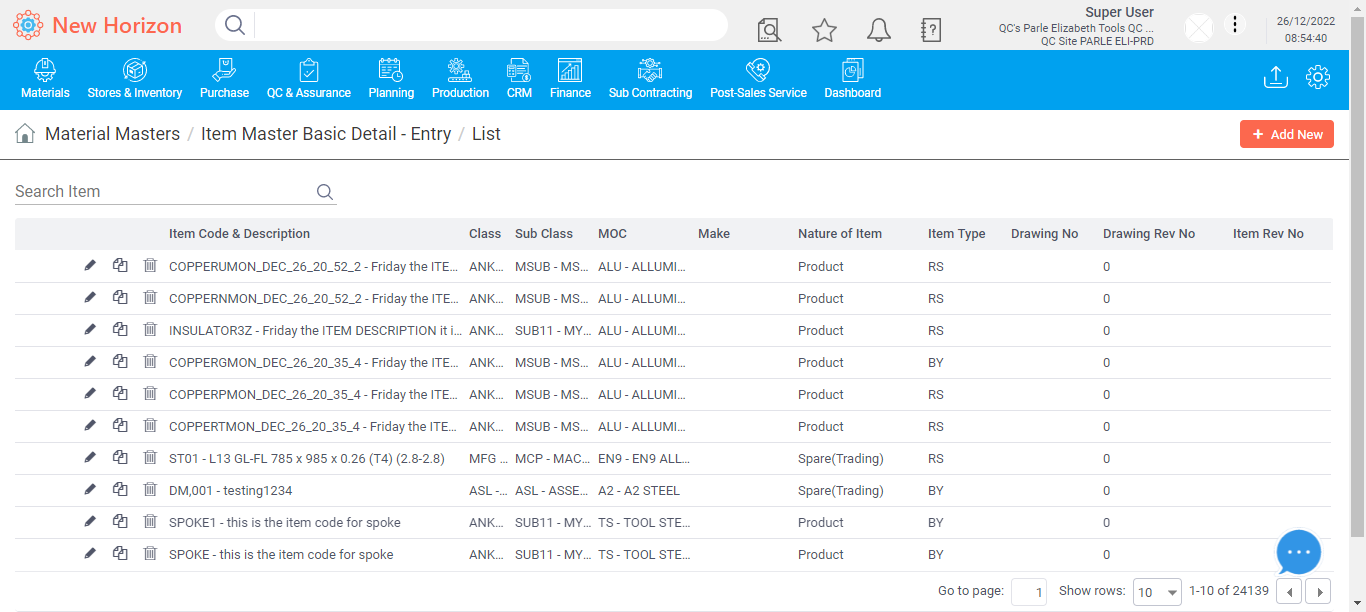 New Horizon
Super User
QC's Parle Elizabeth Tools QC ...
QC Site PARLE ELI-PRD
26/12/2022
08:54:40
Materials Stores & Inventory Purchase QC & Assurance Planning Production CRM Finance Sub Contracting Post-Sales Service Dashboard
Material Masters / Item Master Basic Detail - Entry / List
+ Add New
Search Item
Item Code & Description Class Sub Class MOC Make Nature of Item Item Type Drawing No Drawing Rev No Item Rev No
COPPERUMON_DEC_26_20_52_2 - Friday the ITE... ANK... MSUB - MS... ALU - ALLUMI... Product RS 0
COPPERNMON_DEC_26_20_52_2 - Friday the ITE... ANK... MSUB - MS... ALU - ALLUMI... Product RS 0
INSULATOR3Z - Friday the ITEM DESCRIPTION it i... ANK... SUB11 - MY... ALU - ALLUMI... Product RS 0
COPPERGMON_DEC_26_20_35_4 - Friday the ITE... ANK... MSUB - MS... ALU - ALLUMI... Product BY 0
COPPERPMON_DEC_26_20_35_4 - Friday the ITE... ANK... MSUB - MS... ALU - ALLUMI... Product RS 0
COPPERTMON_DEC_26_20_35_4 - Friday the ITE... ANK... MSUB - MS... ALU - ALLUMI... Product RS 0
ST01 - L13 GL-FL 785 x 985 x 0.26 (T4) (2.8-2.8) MFG ... MCP - MAC... EN9 - EN9 ALL... Spare(Trading) RS 0
DM,001 - testing1234 ASL -... ASL - ASSE... A2 - A2 STEEL Spare(Trading) BY 0
SPOKE1 - this is the item code for spoke ANK... SUB11 - MY... TS - TOOL STE... Product BY 0
SPOKE - this is the item code for spoke ANK... SUB11 - MY... TS - TOOL STE... Product BY 0
Go to page: 1 Show rows: 10 1-10 of 24139